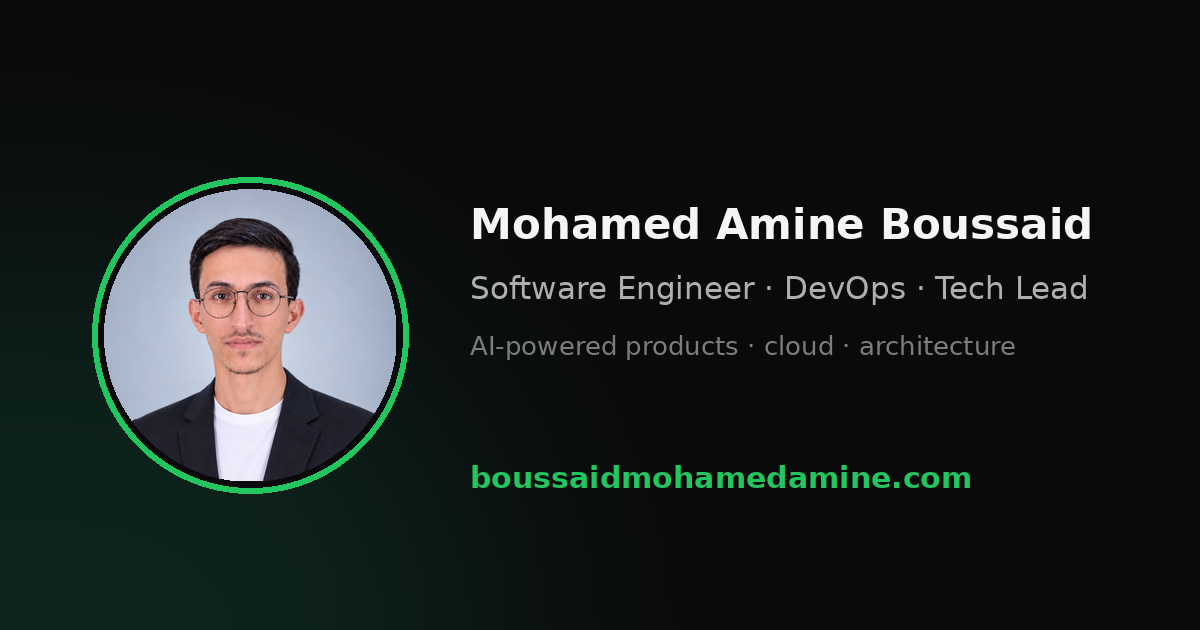 Mohamed Amine Boussaid
Software Engineer · DevOps · Tech Lead
AI-powered products · cloud · architecture
boussaidmohamedamine.com